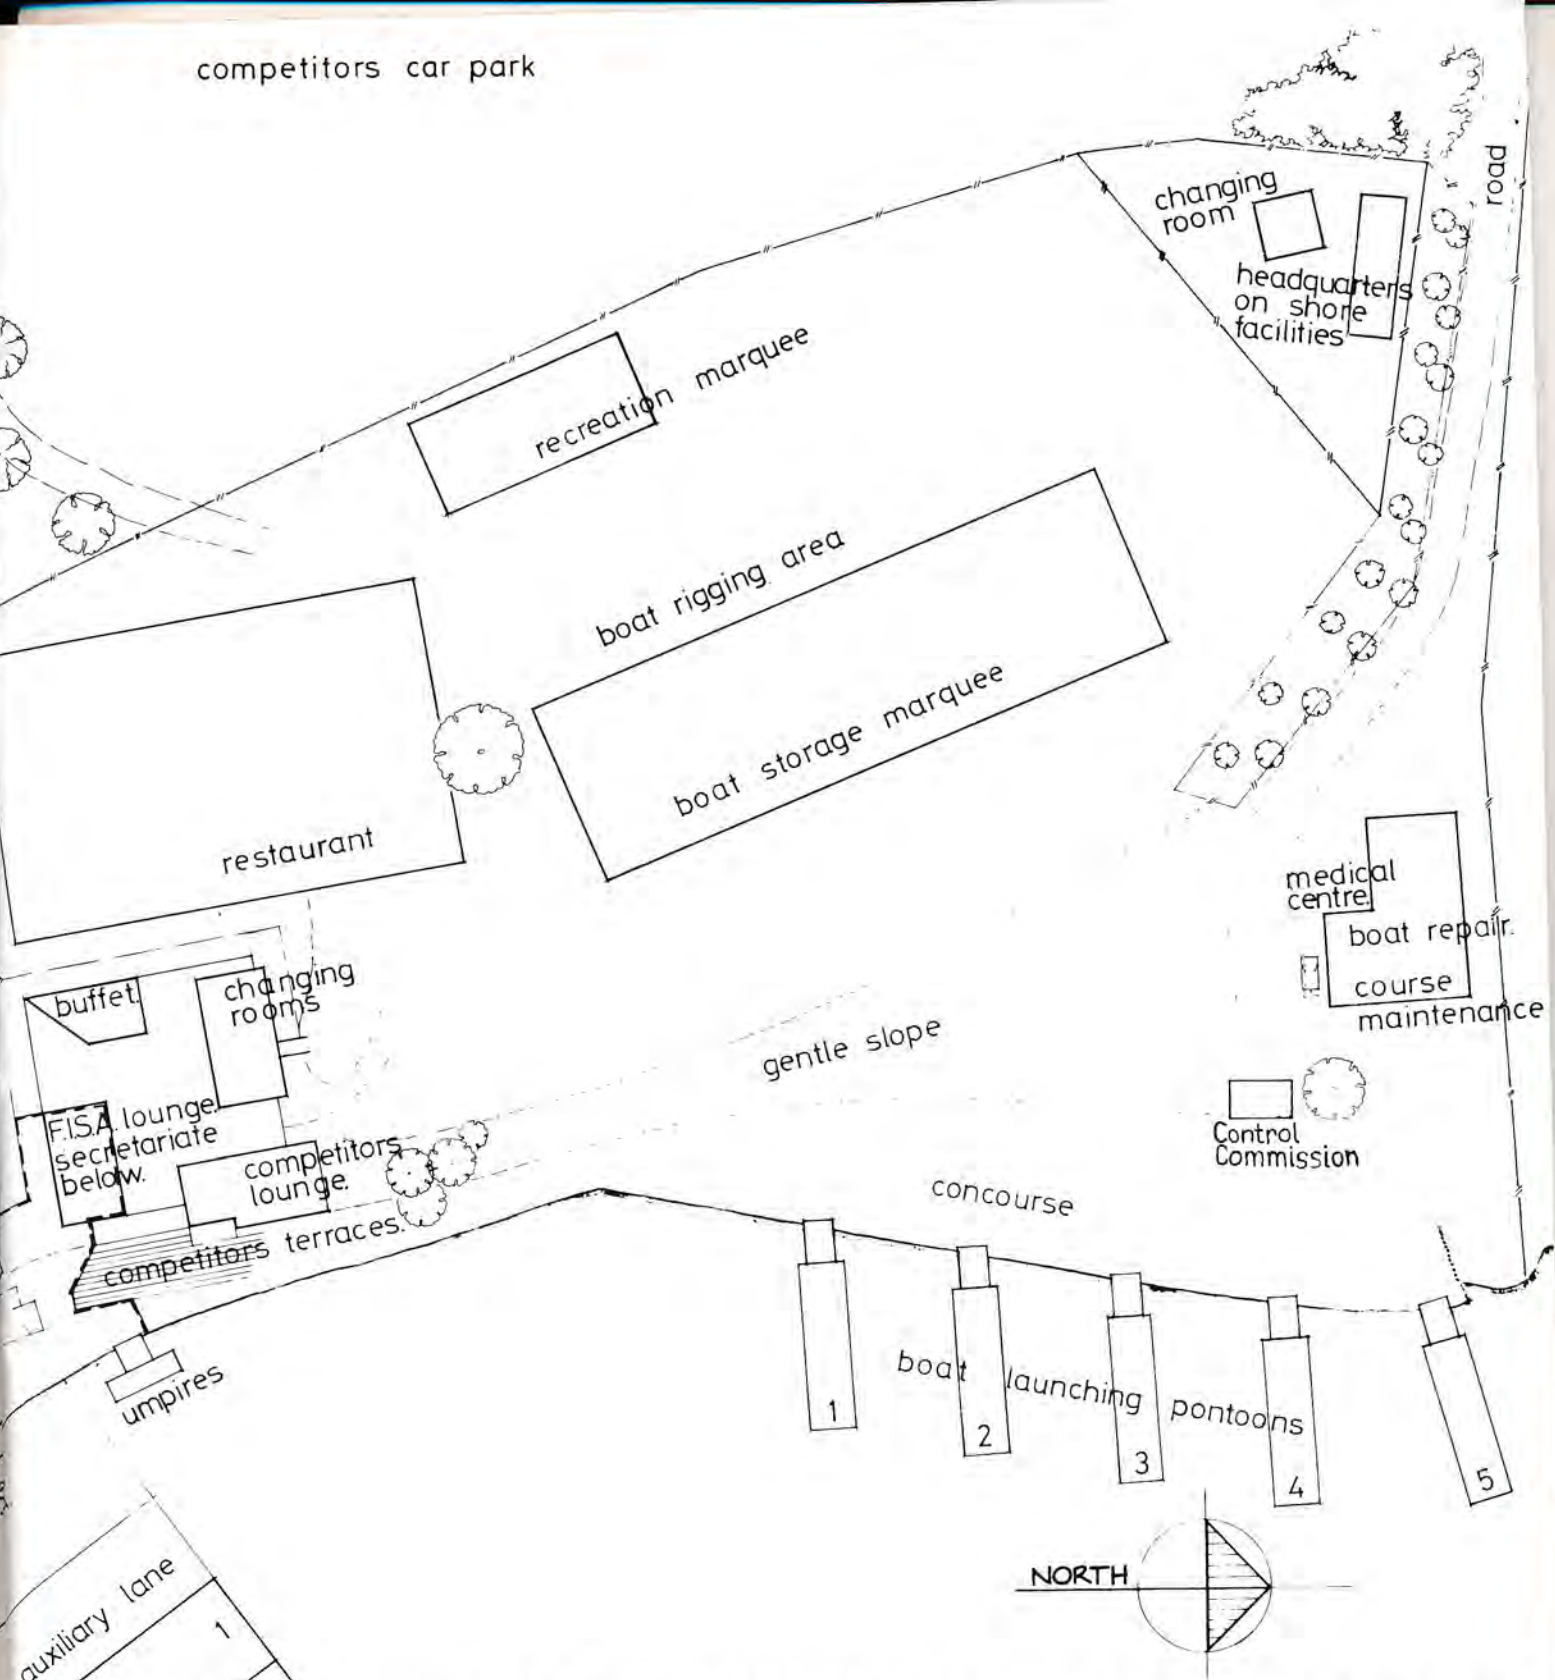 competitors car park
road
changing
room
headquarters
on shore
facilities
recreation marquee
boat rigging area
boat storage marquee
restaurant
medical
centre.
boat repair.
course
maintenance
buffet.
changing
rooms
gentle slope
F.I.S.A. lounge.
secretariate
below.
competitors
lounge.
Control
Commission
concourse
competitors terraces.
umpires
boat launching pontoons
1
2
3
4
5
NORTH
auxiliary lane
1